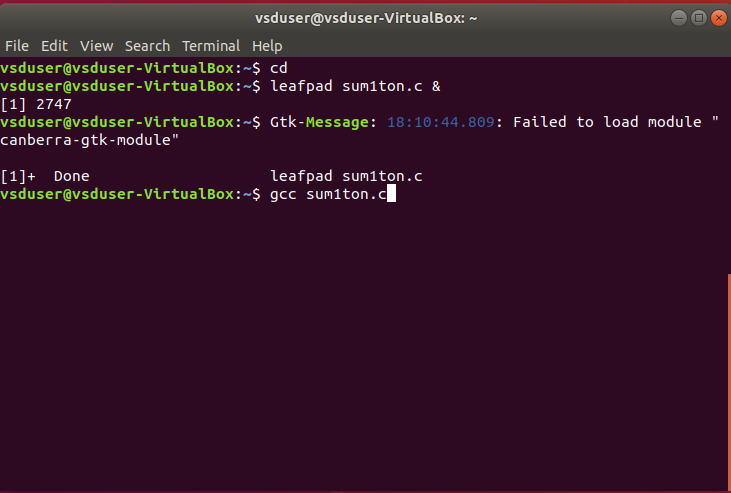 vsduser@vsduser-VirtualBox: ~
File Edit View Search Terminal Help
vsduser@vsduser-VirtualBox:~$ cd
vsduser@vsduser-VirtualBox:~$ leafpad sum1ton.c &
[1] 2747
vsduser@vsduser-VirtualBox:~$ Gtk-Message: 18:10:44.809: Failed to load module "
canberra-gtk-module"
[1]+  Done                    leafpad sum1ton.c
vsduser@vsduser-VirtualBox:~$ gcc sum1ton.c